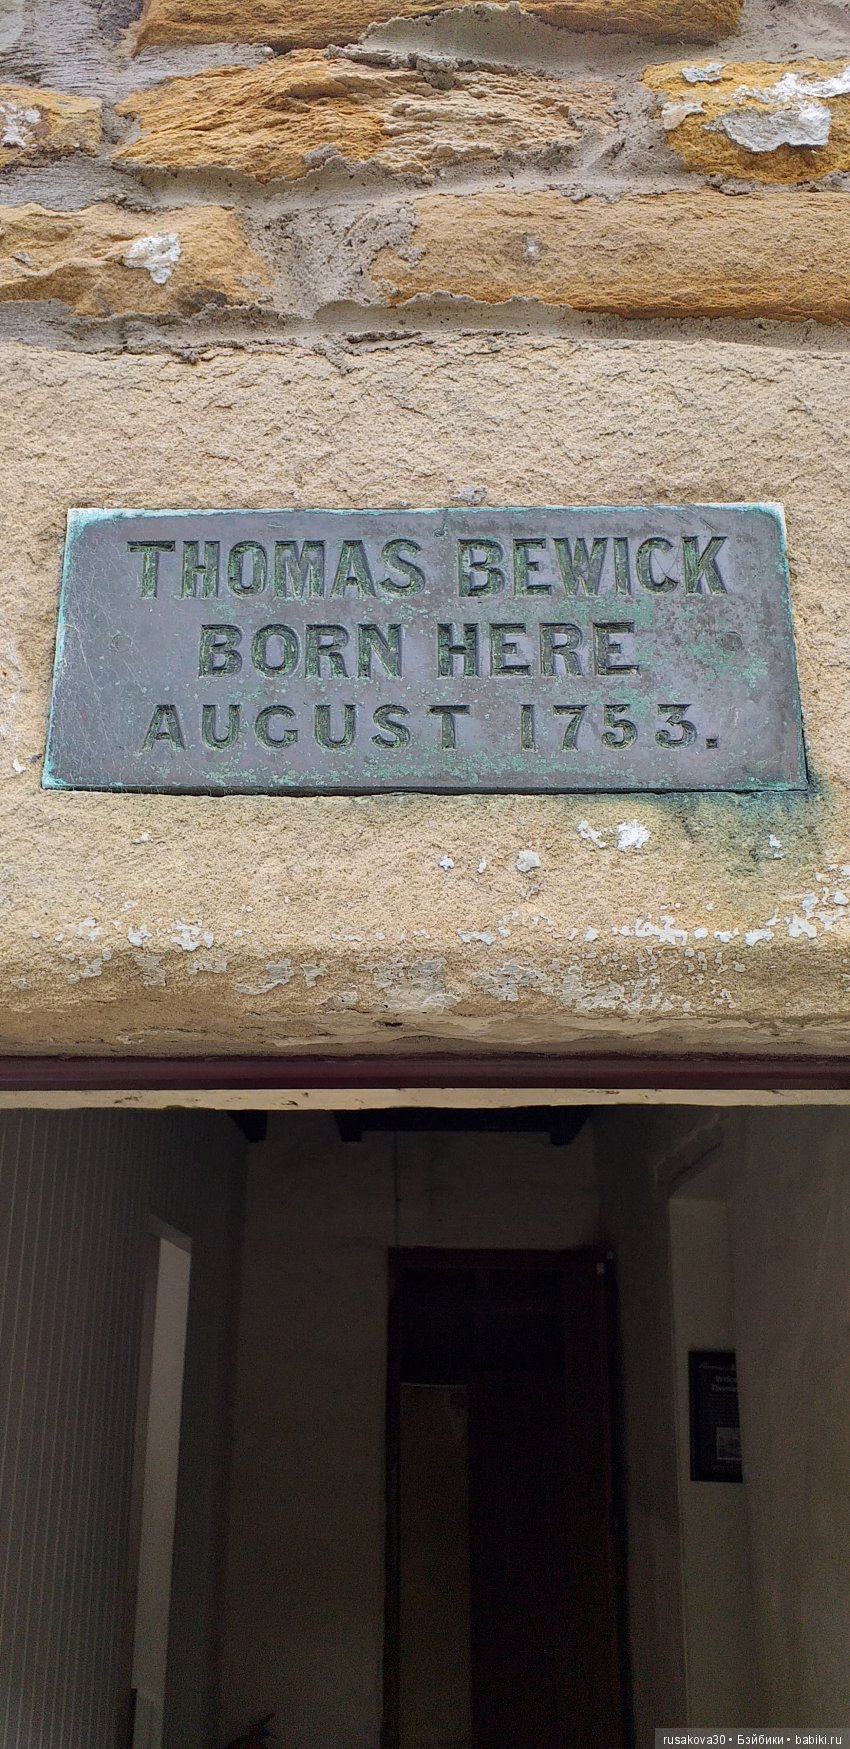 THOMAS BEWICK
BORN HERE
AUGUST 1753.
rusakova30 • Бэйбики • babiki.ru